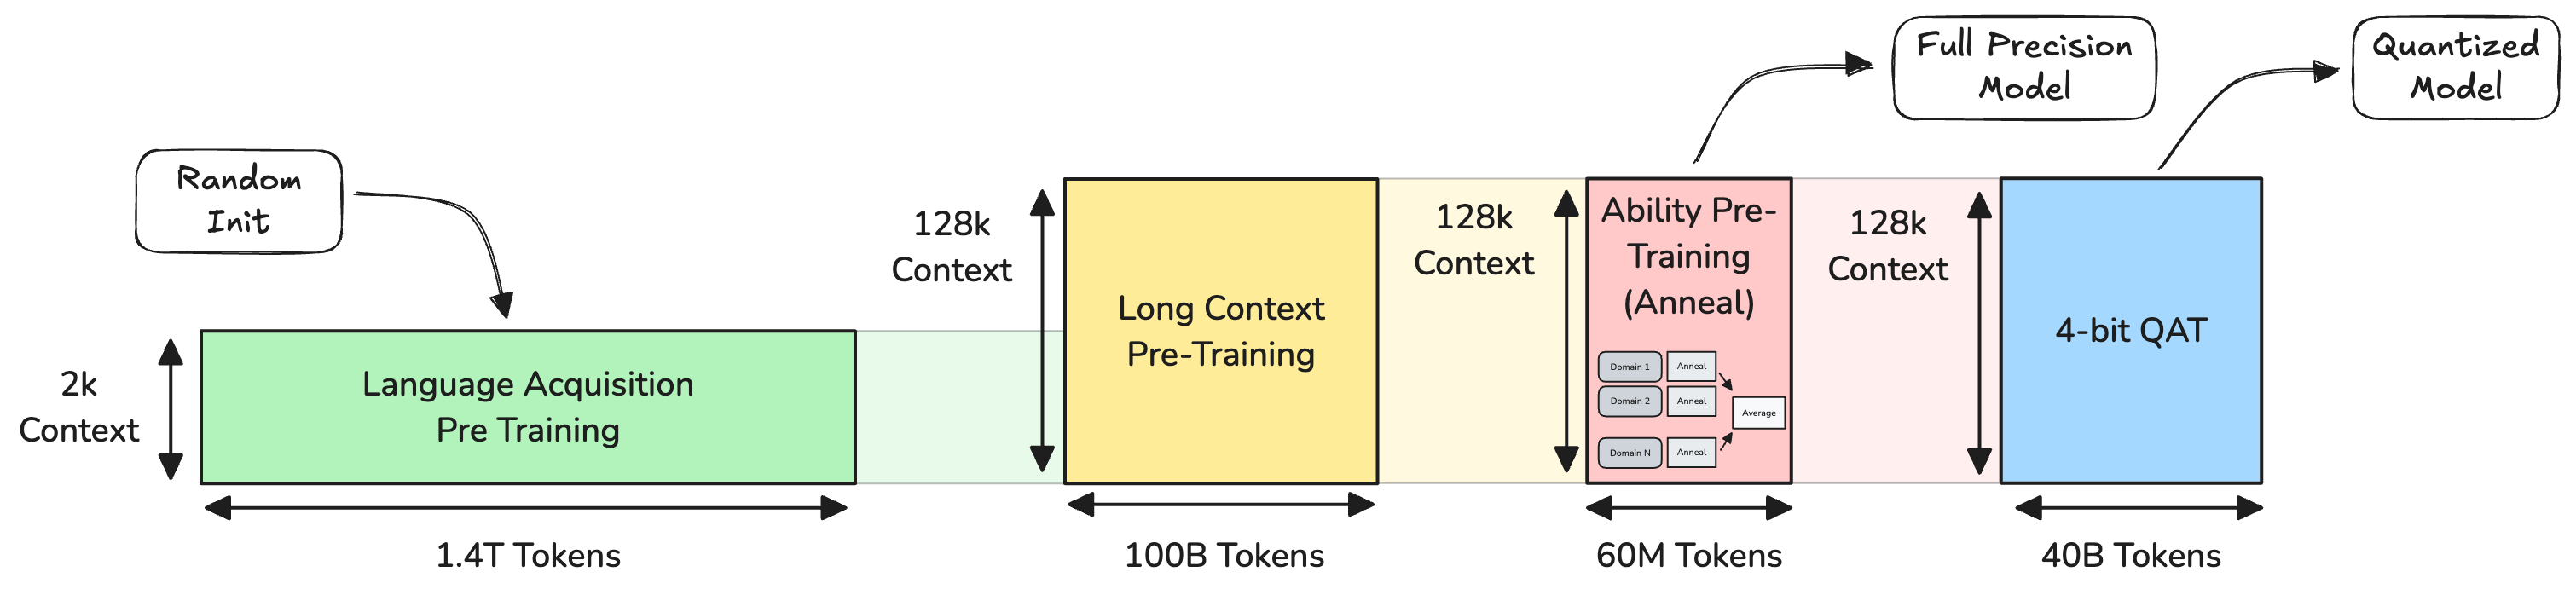 Full Precision
Model
Quantized
Model
Random
Init
128k
Context
128k
Context
128k
Context
Ability Pre-
Training
(Anneal)
Long Context
Pre-Training
4-bit QAT
2k
Context
Language Acquisition
Pre Training
Domain 1
Anneal
Domain 2
Anneal
Average
Domain N
Anneal
1.4T Tokens
100B Tokens
60M Tokens
40B Tokens